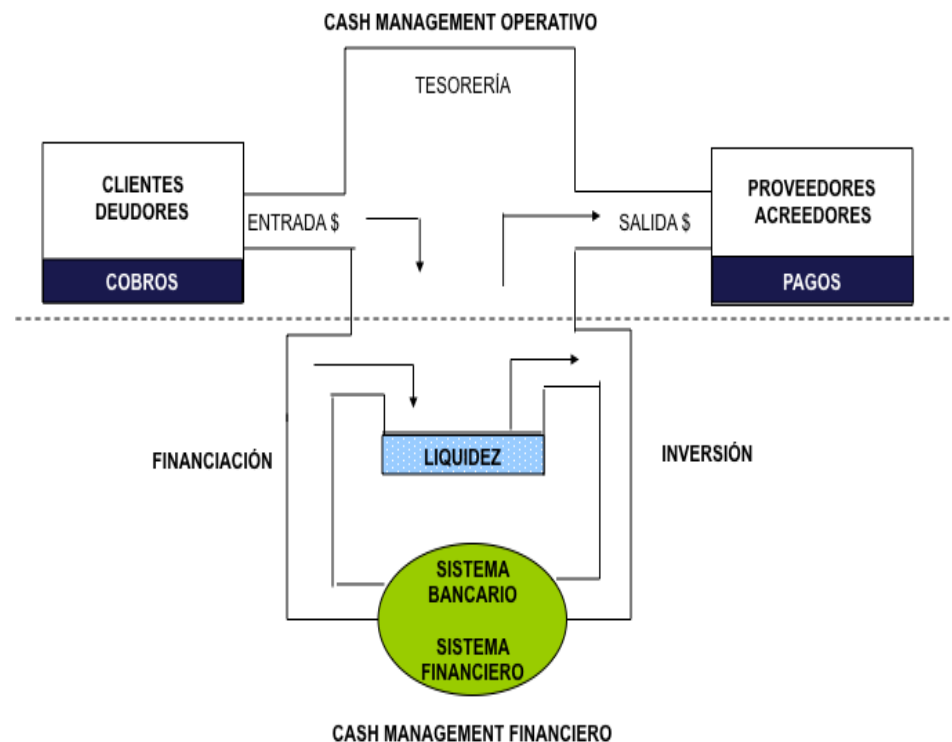 CASH MANAGEMENT OPERATIVO
TESORERÍA
CLIENTES
DEUDORES
COBROS
ENTRADA $
SALIDA $
PROVEEDORES
ACREEDORES
PAGOS
FINANCIACIÓN
LIQUIDEZ
INVERSIÓN
SISTEMA
BANCARIO
SISTEMA
FINANCIERO
CASH MANAGEMENT FINANCIERO